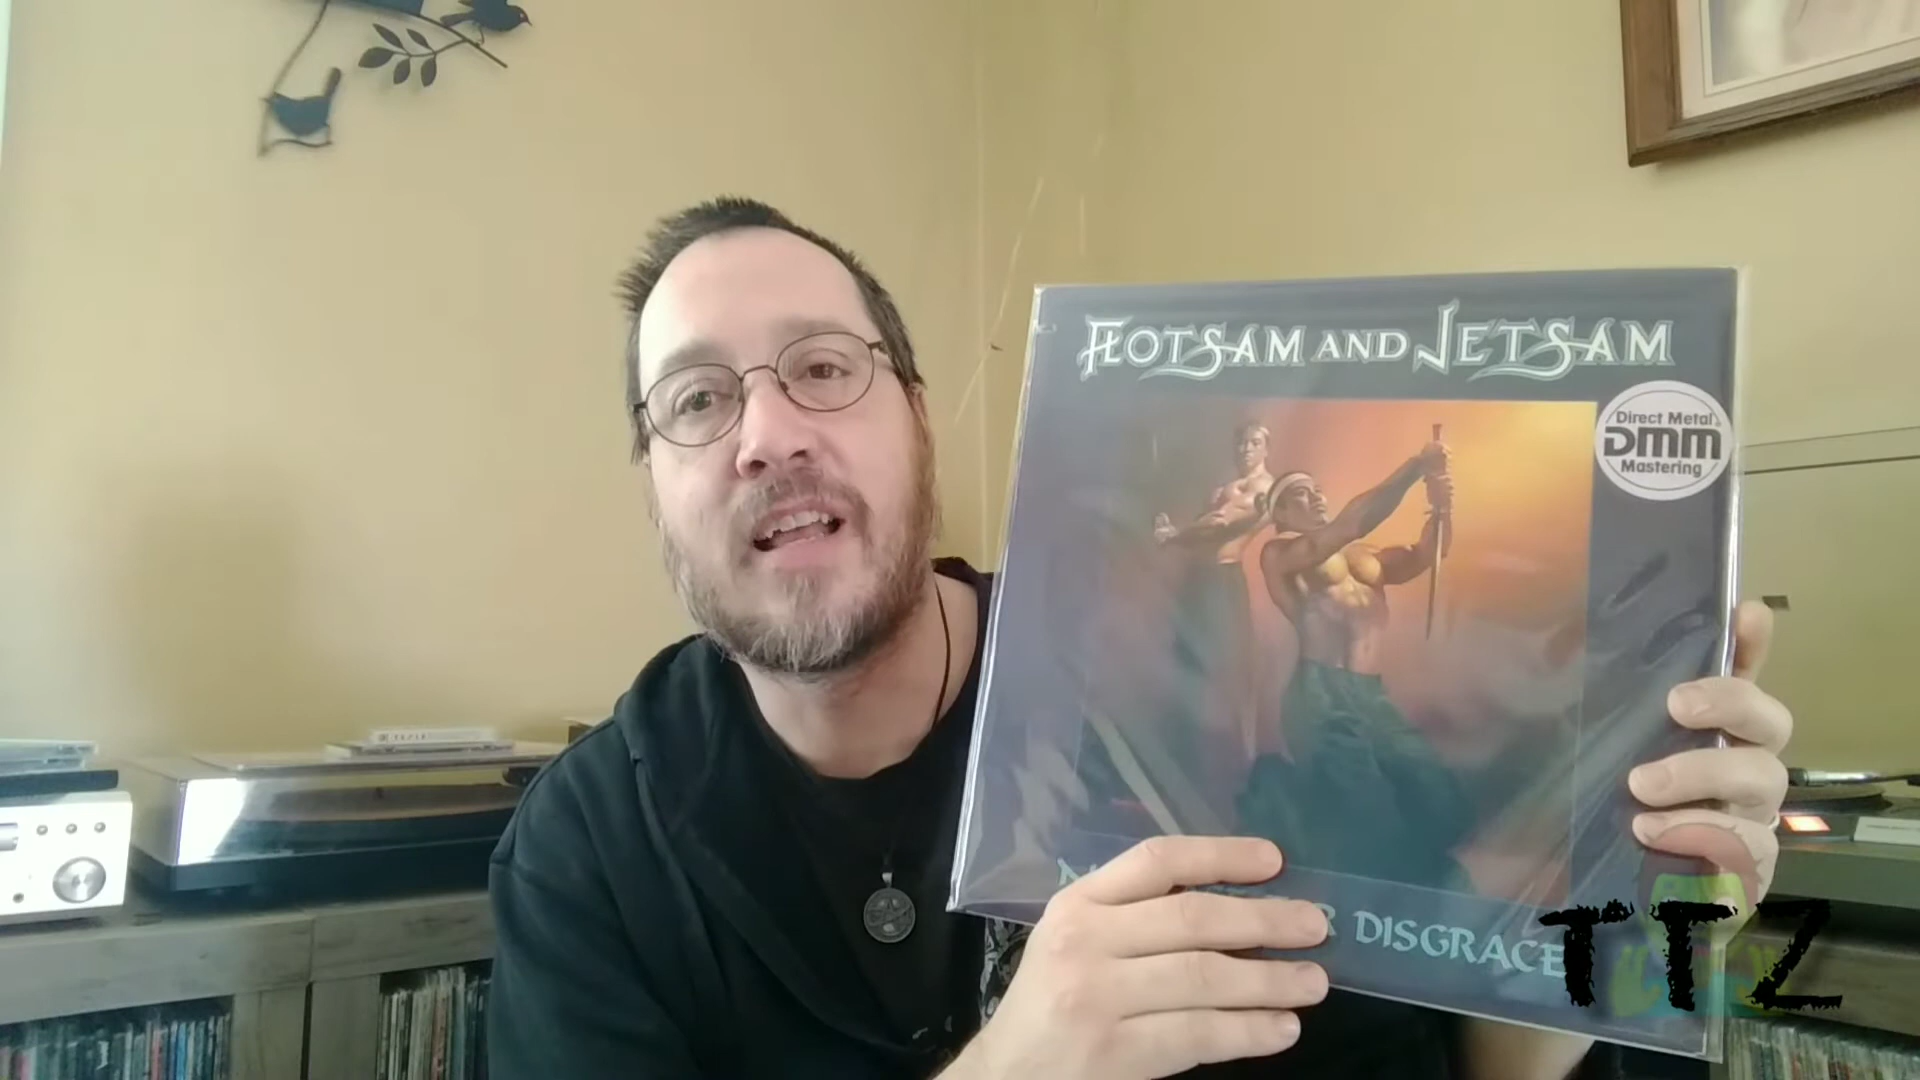 FLOTSAM AND JETSAM
Direct Metal
DMM
Mastering
DISGRACE
TTZ